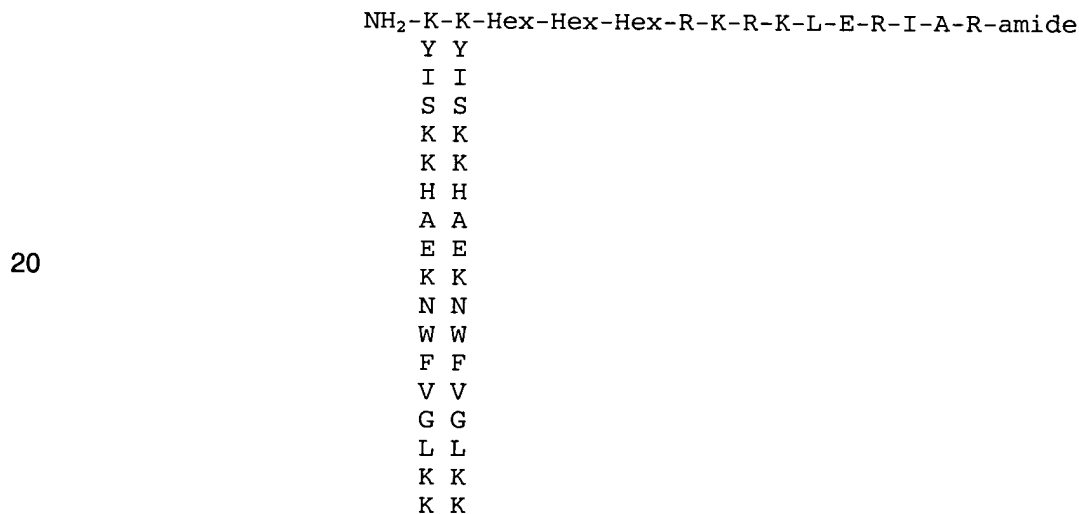 NH₂-K-K-Hex-Hex-Hex-R-K-R-K-L-E-R-I-A-R-amide
Y Y
I I
S S
K K
K K
H H
A A
20
E E
K K
N N
W W
F F
V V
G G
L L
K K
K K